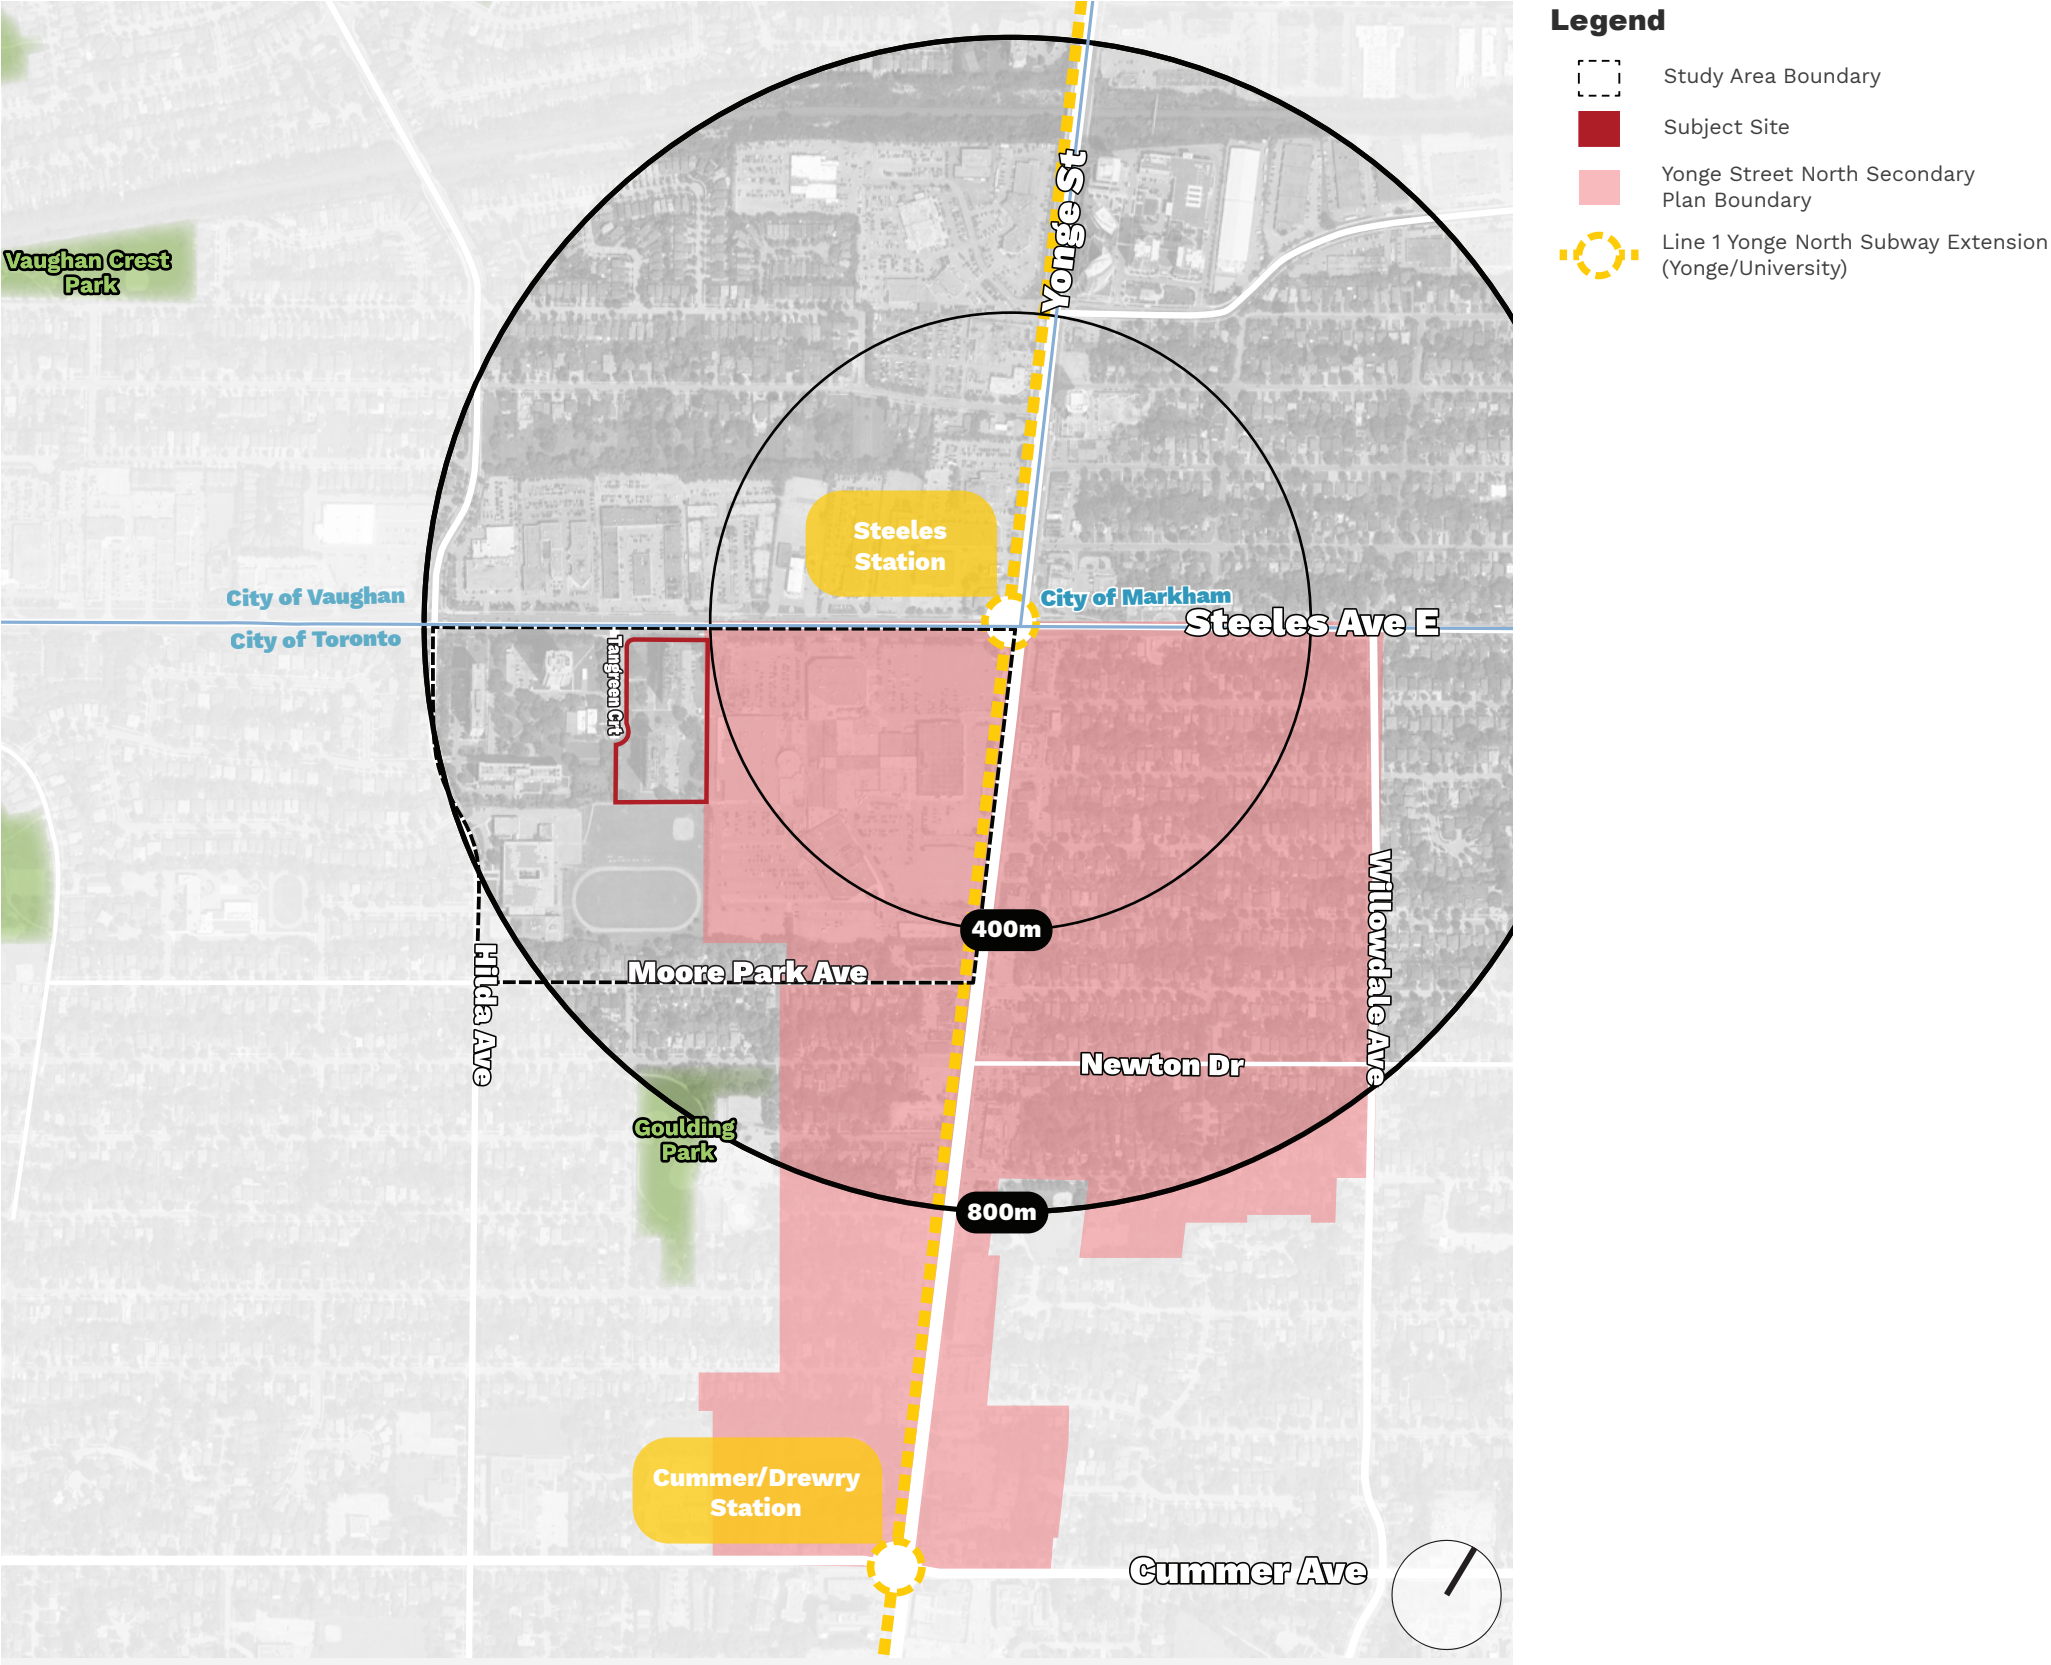 Legend
Study Area Boundary
Subject Site
Yonge Street North Secondary
Plan Boundary
Line 1 Yonge North Subway Extension
(Yonge/University)
Yonge St
Vaughan Crest
Park
Steeles
Station
City of Vaughan
City of Markham
Steeles Ave E
City of Toronto
Tangreen Crt
400m
Willowdale Ave
Moore Park Ave
Hilda Ave
Newton Dr
Goulding
Park
800m
Cummer/Drewry
Station
Cummer Ave